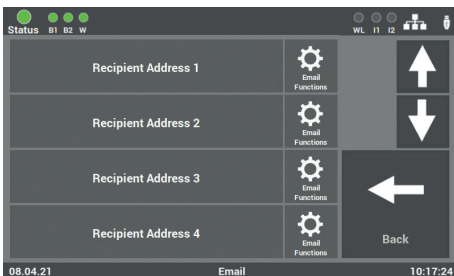 Status B1 B2 W WL I1 I2
Recipient Address 1
Email
Functions
Recipient Address 2
Email
Functions
Recipient Address 3
Email
Functions
Recipient Address 4
Email
Functions
Back
08.04.21 Email 10:17:24